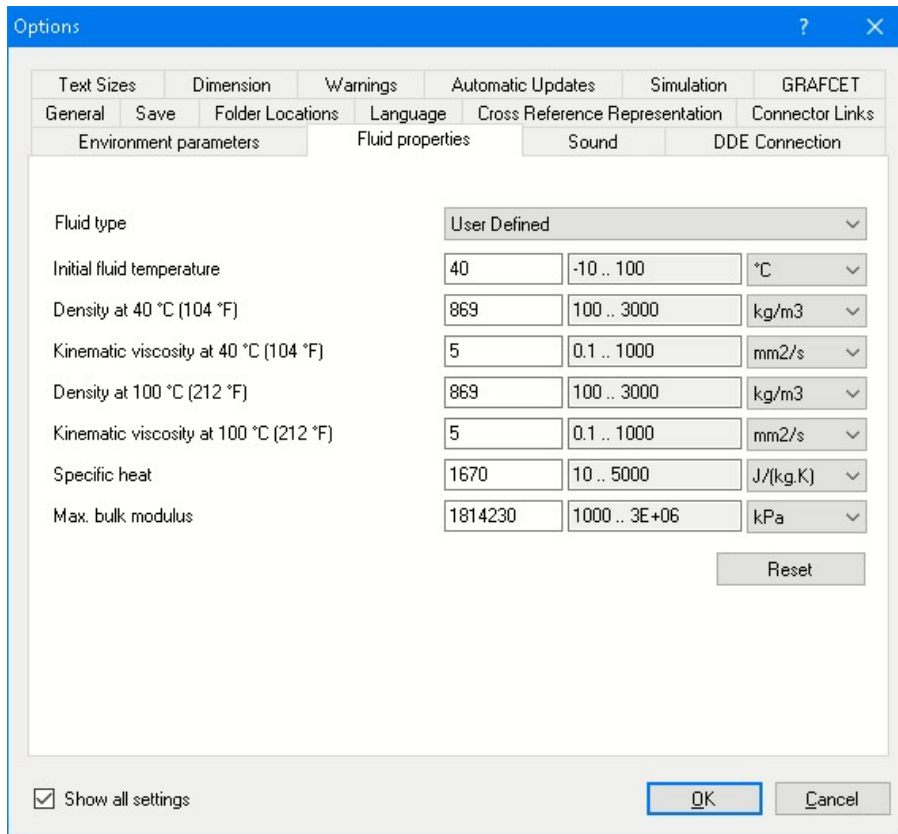 Options ?
Text Sizes Dimension Warnings Automatic Updates Simulation GRAFCET
General Save Folder Locations Language Cross Reference Representation Connector Links
Environment parameters Fluid properties Sound DDE Connection
Fluid type User Defined
Initial fluid temperature 40 -10 .. 100 °C
Density at 40 °C (104 °F) 869 100 .. 3000 kg/m3
Kinematic viscosity at 40 °C (104 °F) 5 0.1 .. 1000 mm2/s
Density at 100 °C (212 °F) 869 100 .. 3000 kg/m3
Kinematic viscosity at 100 °C (212 °F) 5 0.1 .. 1000 mm2/s
Specific heat 1670 10 .. 5000 J/(kg.K)
Max. bulk modulus 1814230 1000 .. 3E+06 kPa
Reset
Show all settings OK Cancel